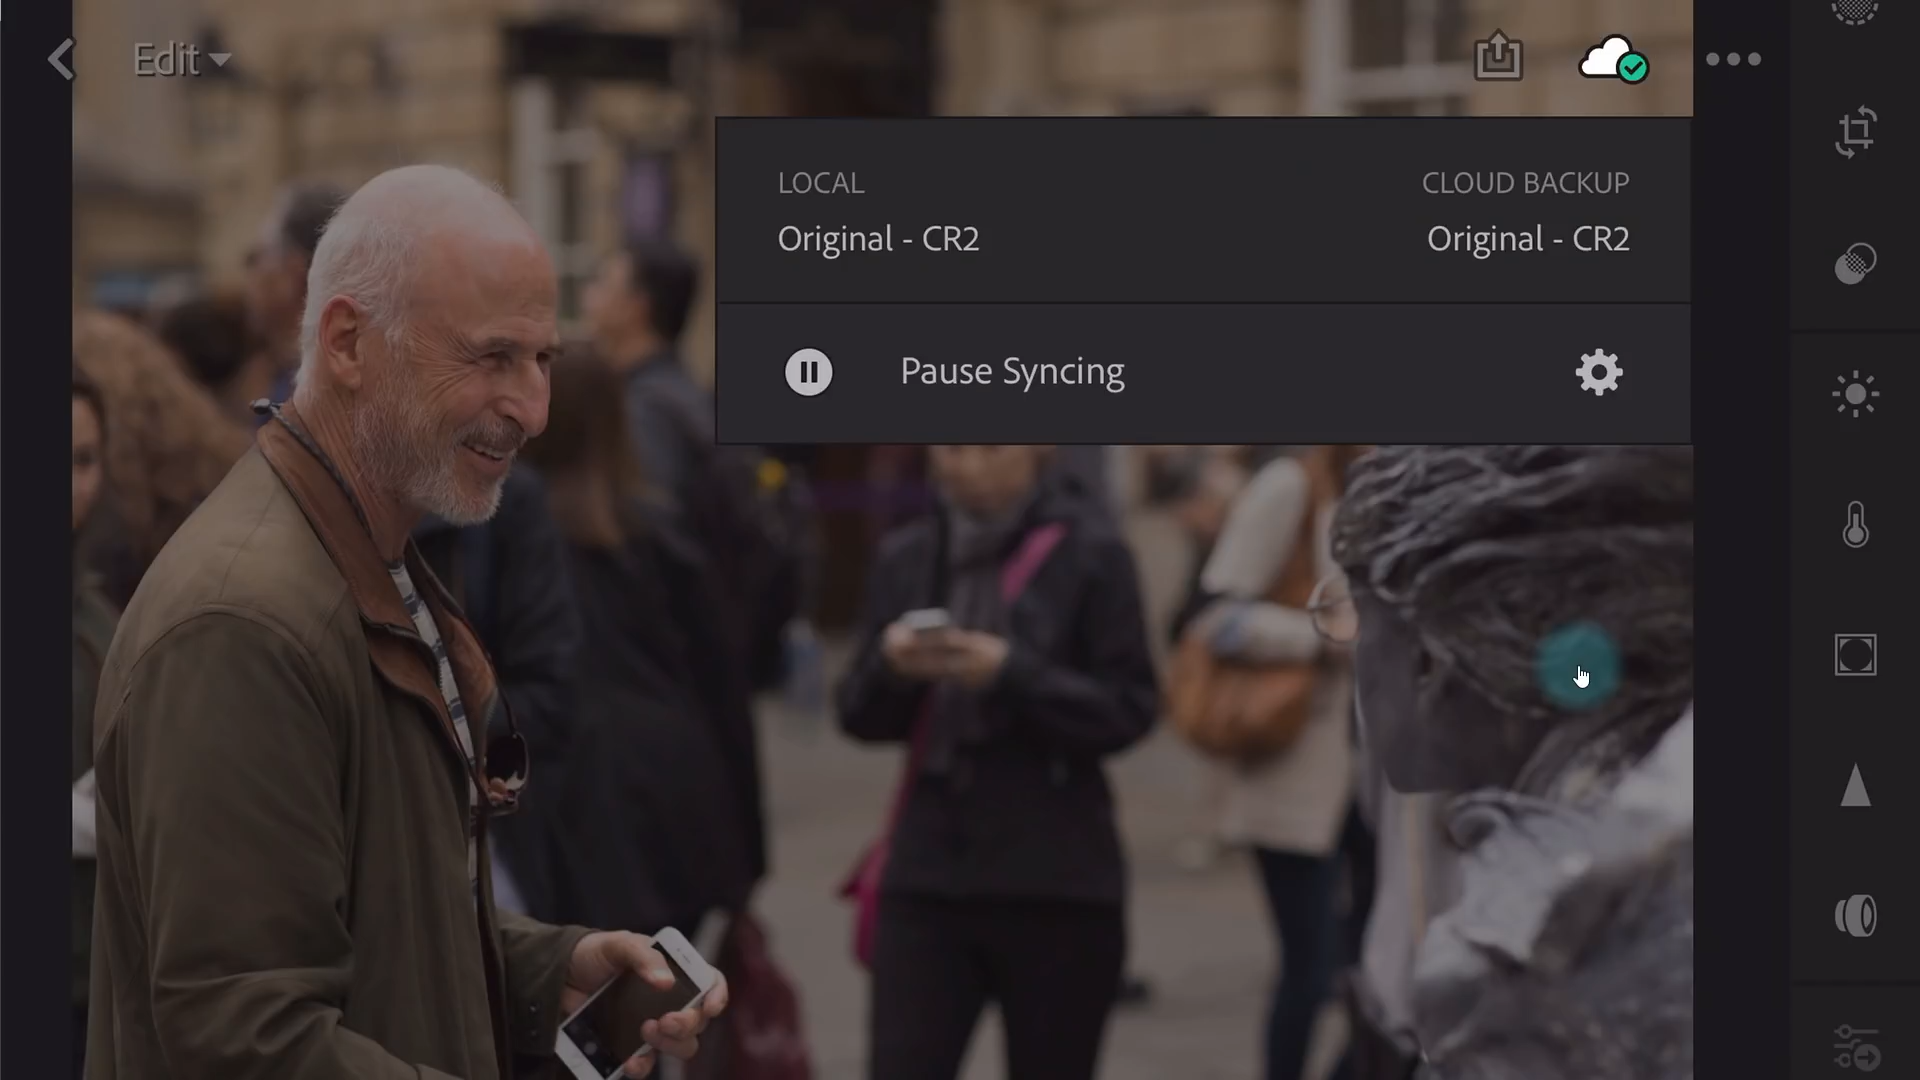 Edit
LOCAL
CLOUD BACKUP
Original - CR2
Original - CR2
Pause Syncing